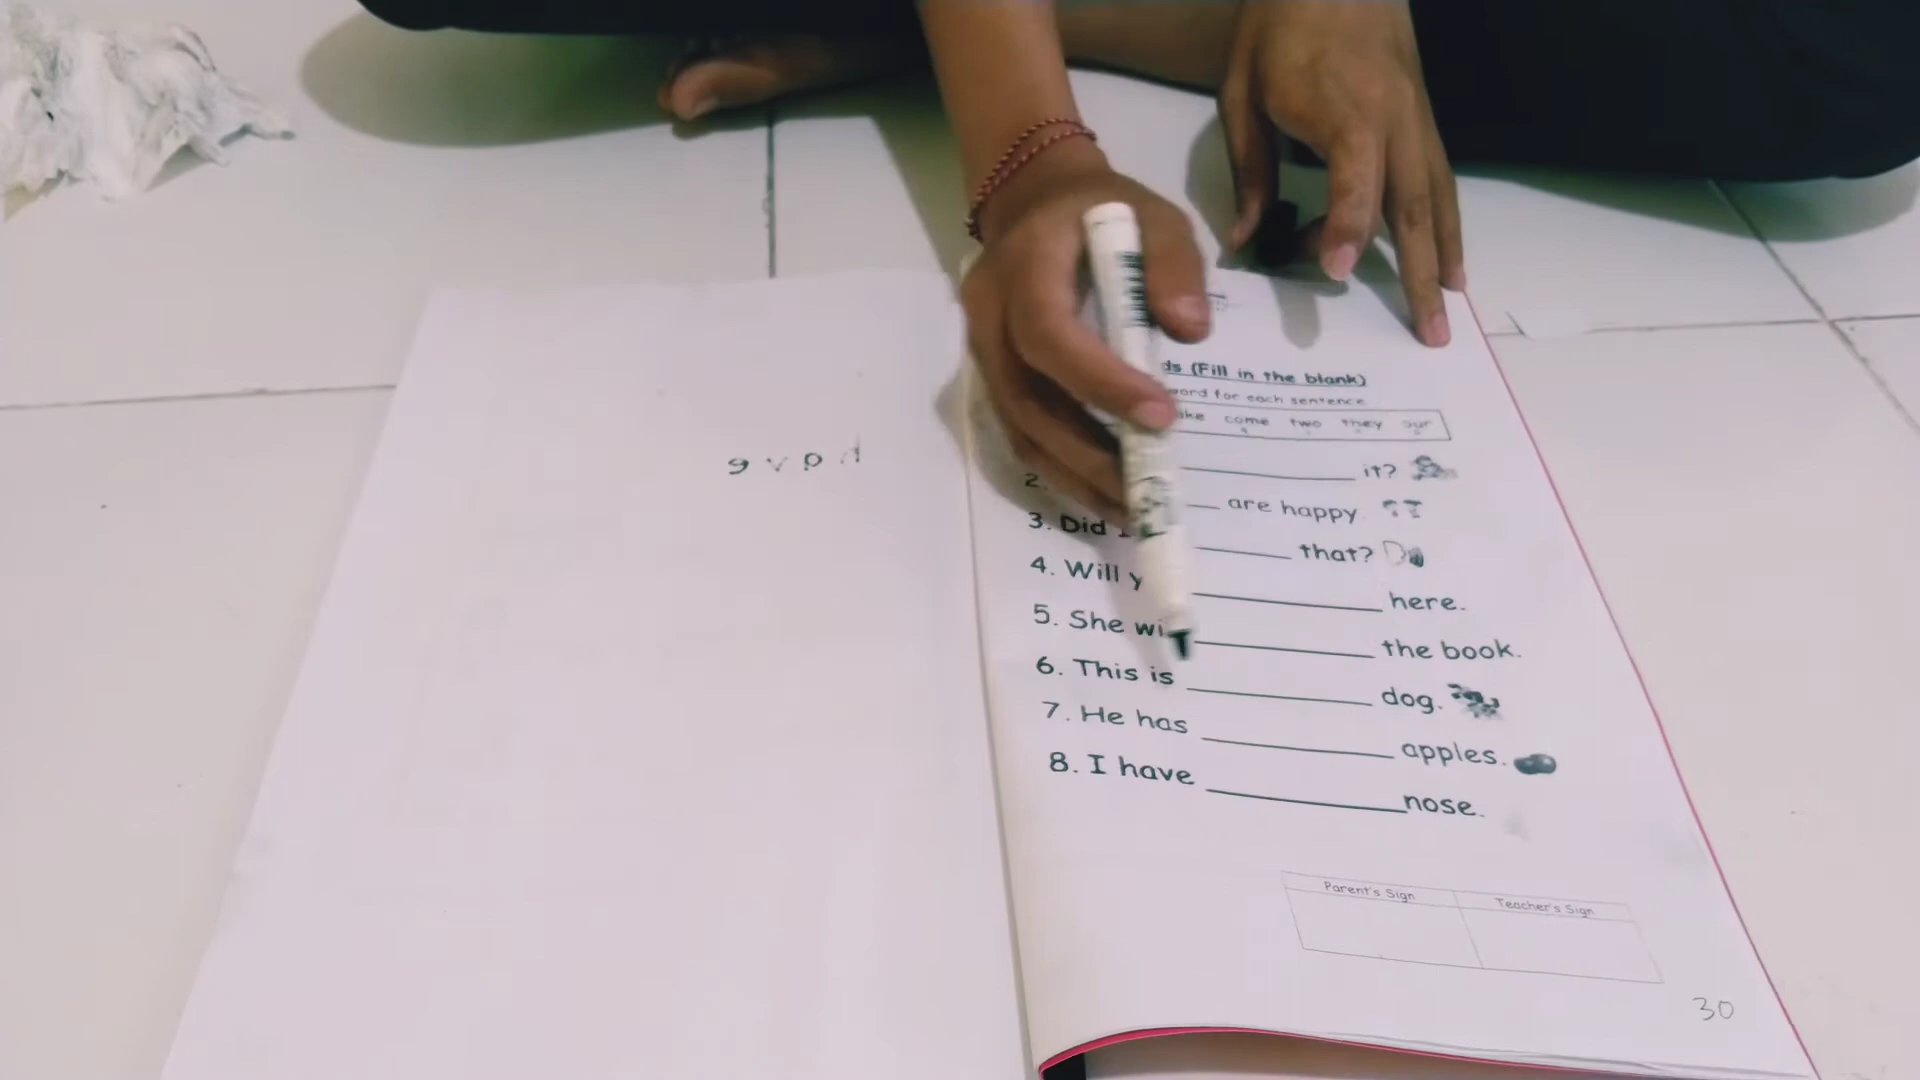 g v p d
(Fill in the blank)
word for each sentence
come two they our
it?
2.
are happy
3. Did I
that?
4. Will y
here.
5. She wi
the book.
6. This is
dog.
7. He has
apples.
8. I have
nose.
Parent's Sign
Teacher's Sign
30